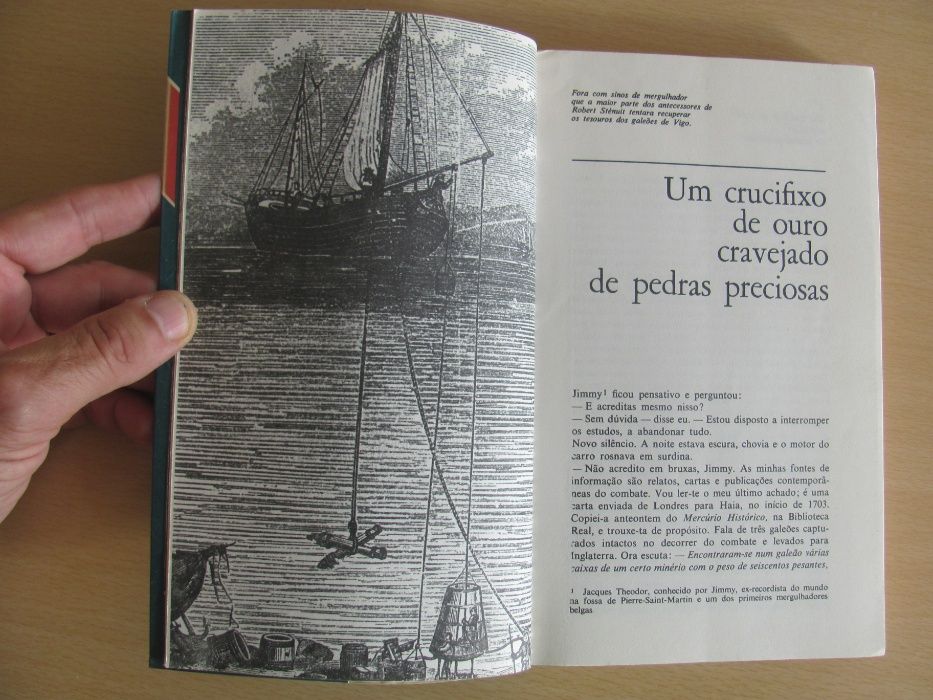 Fora com sinos de mergulhador
que a maior parte dos antecessores de
Robert Sténuit tentara recuperar
os tesouros dos galeões de Vigo.
Um crucifixo
de ouro
cravejado
de pedras preciosas
Jimmy¹ ficou pensativo e perguntou:
— E acreditas mesmo nisso?
— Sem dúvida — disse eu. — Estou disposto a interromper
os estudos, a abandonar tudo.
Novo silêncio. A noite estava escura, chovia e o motor do
carro rosnava em surdina.
— Não acredito em bruxas, Jimmy. As minhas fontes de
informação são relatos, cartas e publicações contemporâ-
neas do combate. Vou ler-te o meu último achado; é uma
carta enviada de Londres para Haia, no início de 1703.
Copiei-a anteontem do Mercúrio Histórico, na Biblioteca
Real, e trouxe-ta de propósito. Fala de três galeões captu-
rados intactos no decorrer do combate e levados para
Inglaterra. Ora escuta: — Encontraram-se num galeão várias
caixas de um certo minério com o peso de seiscentos pesantes,
¹ Jacques Theodor, conhecido por Jimmy, ex-recordista do mundo
na fossa de Pierre-Saint-Martin e um dos primeiros mergulhadores
belgas